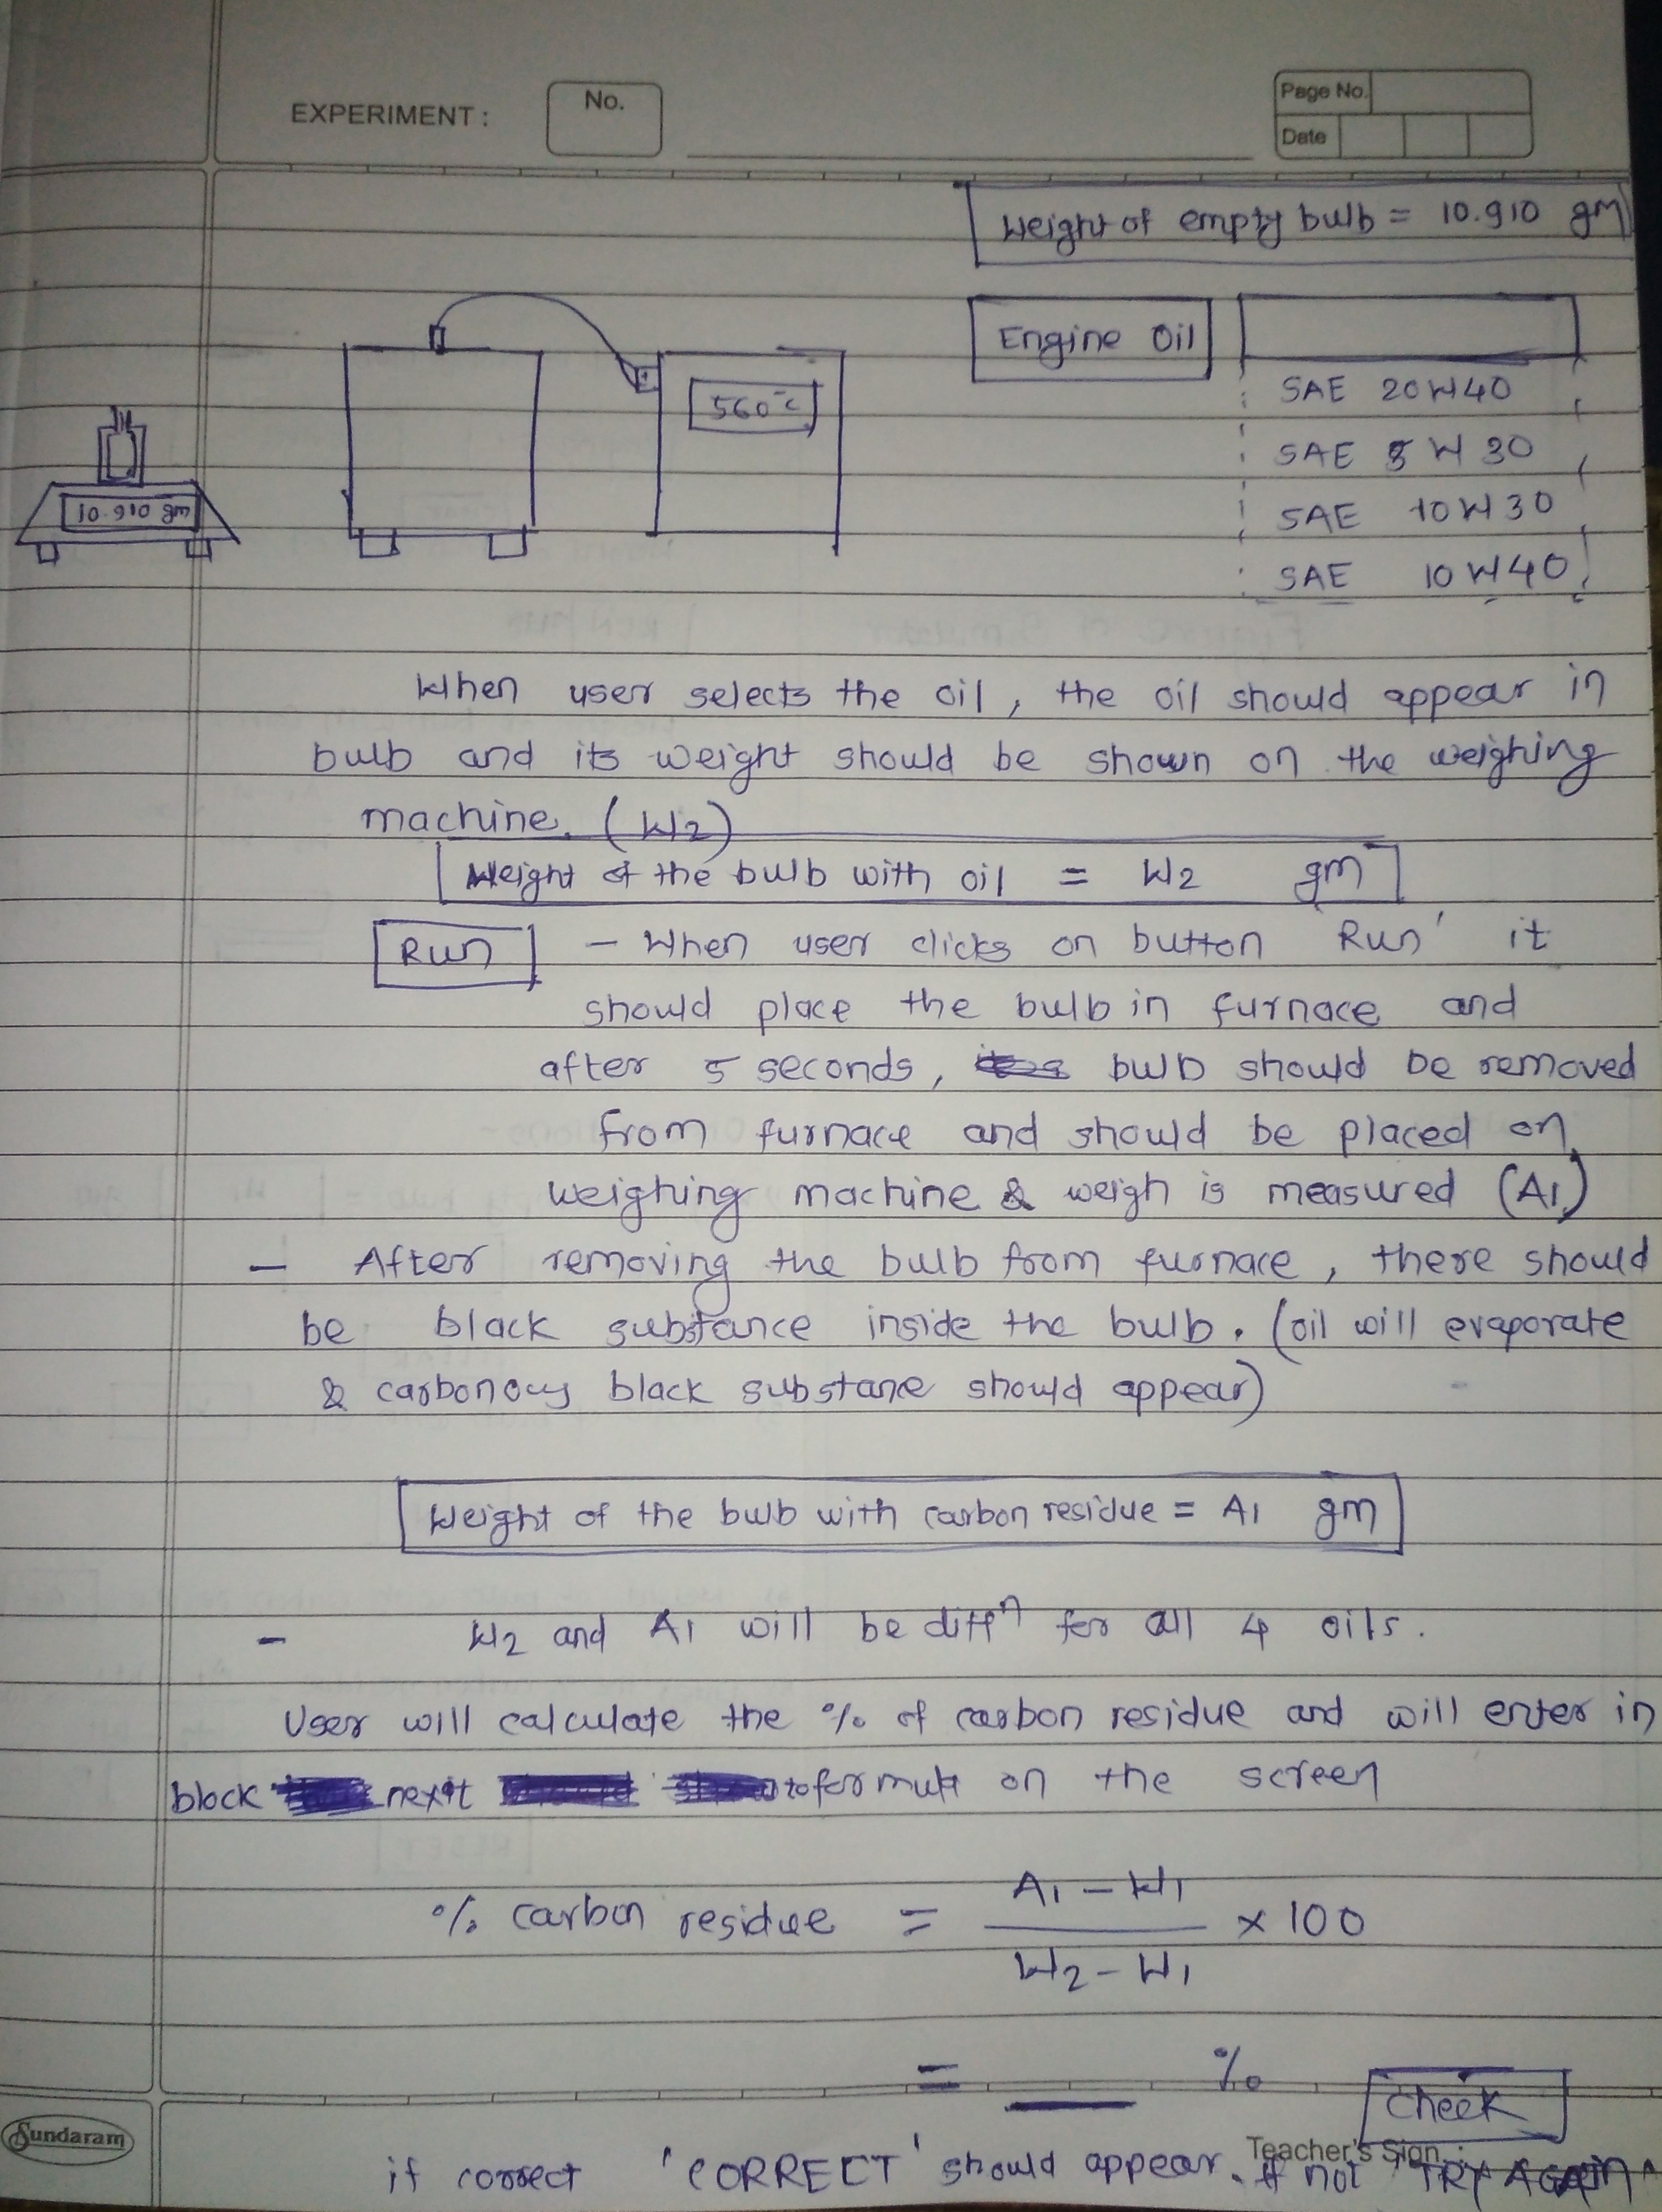 EXPERIMENT :
No.
Page No.
Date
Weight of empty bulb = 10.910 gm
Engine Oil
560°C
SAE 20W40
SAE 5 W 30
10.910 gm
SAE 10W30
SAE 10W40
When user selects the oil, the oil should appear in
bulb and its weight should be shown on the weighing
machine. (W2)
Weight of the bulb with oil = W2 gm
Run - When user clicks on button 'Run' it
should place the bulb in furnace and
after 5 seconds, bulb should be removed
from furnace and should be placed on
weighing machine & weigh is measured (A1)
- After removing the bulb from furnace, there should
be black substance inside the bulb. (oil will evaporate
& carbonous black substane should appear)
Weight of the bulb with carbon residue = A1 gm
- W2 and A1 will be diffn for all 4 oils.
User will calculate the % of carbon residue and will enter in
block next to formula on the screen
% carbon residue = A1 - W1 / W2 - W1 × 100
= ___ %
Check
Sundaram
Teacher's Sign. :
if correct 'CORRECT' should appear. If not 'TRY AGAIN'